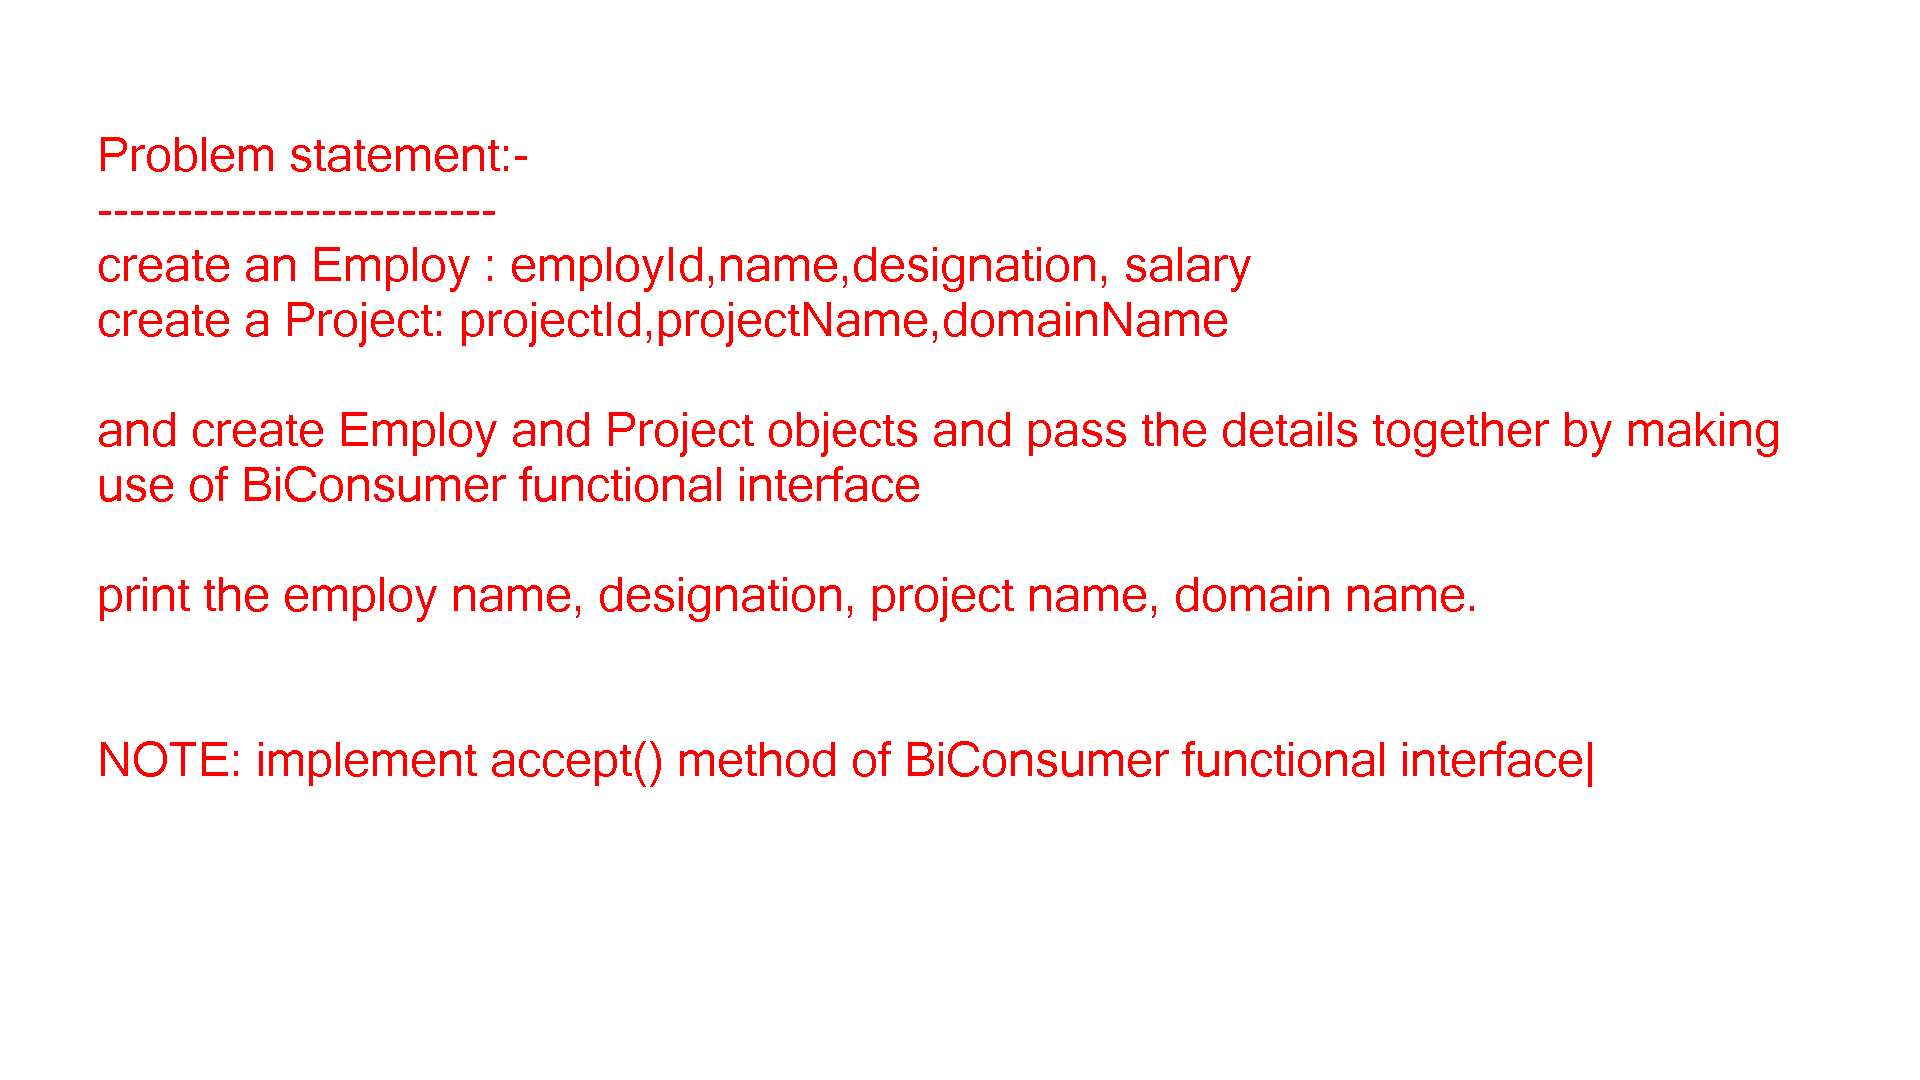 Problem statement:-
-------------------------
create an Employ : employId,name,designation, salary
create a Project: projectId,projectName,domainName
and create Employ and Project objects and pass the details together by making
use of BiConsumer functional interface
print the employ name, designation, project name, domain name.
NOTE: implement accept() method of BiConsumer functional interface|